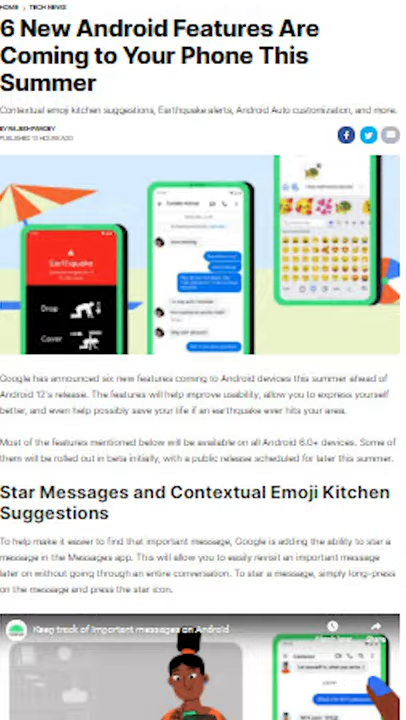 HOME / TECH NEWS
6 New Android Features Are
Coming to Your Phone This
Summer
Contextual emoji kitchen suggestions, Earthquake alerts, Android Auto customization, and more.
BY RAJESH PANDEY
PUBLISHED 13 HOURS AGO
Earthquake
Drop
Cover
Google has announced six new features coming to Android devices this summer ahead of
Android 12's release. The features will help improve usability, allow you to express yourself
better, and even help possibly save your life if an earthquake ever hits your area.
Most of the features mentioned below will be available on all Android 6.0+ devices. Some of
them will be rolled out in beta initially, with a public release scheduled for later this summer.
Star Messages and Contextual Emoji Kitchen
Suggestions
To help make it easier to find that important message, Google is adding the ability to star a
message in the Messages app. This will allow you to easily revisit an important message
later on without going through an entire conversation. To star a message, simply long-press
on the message and press the star icon.
Keep track of important messages on Android